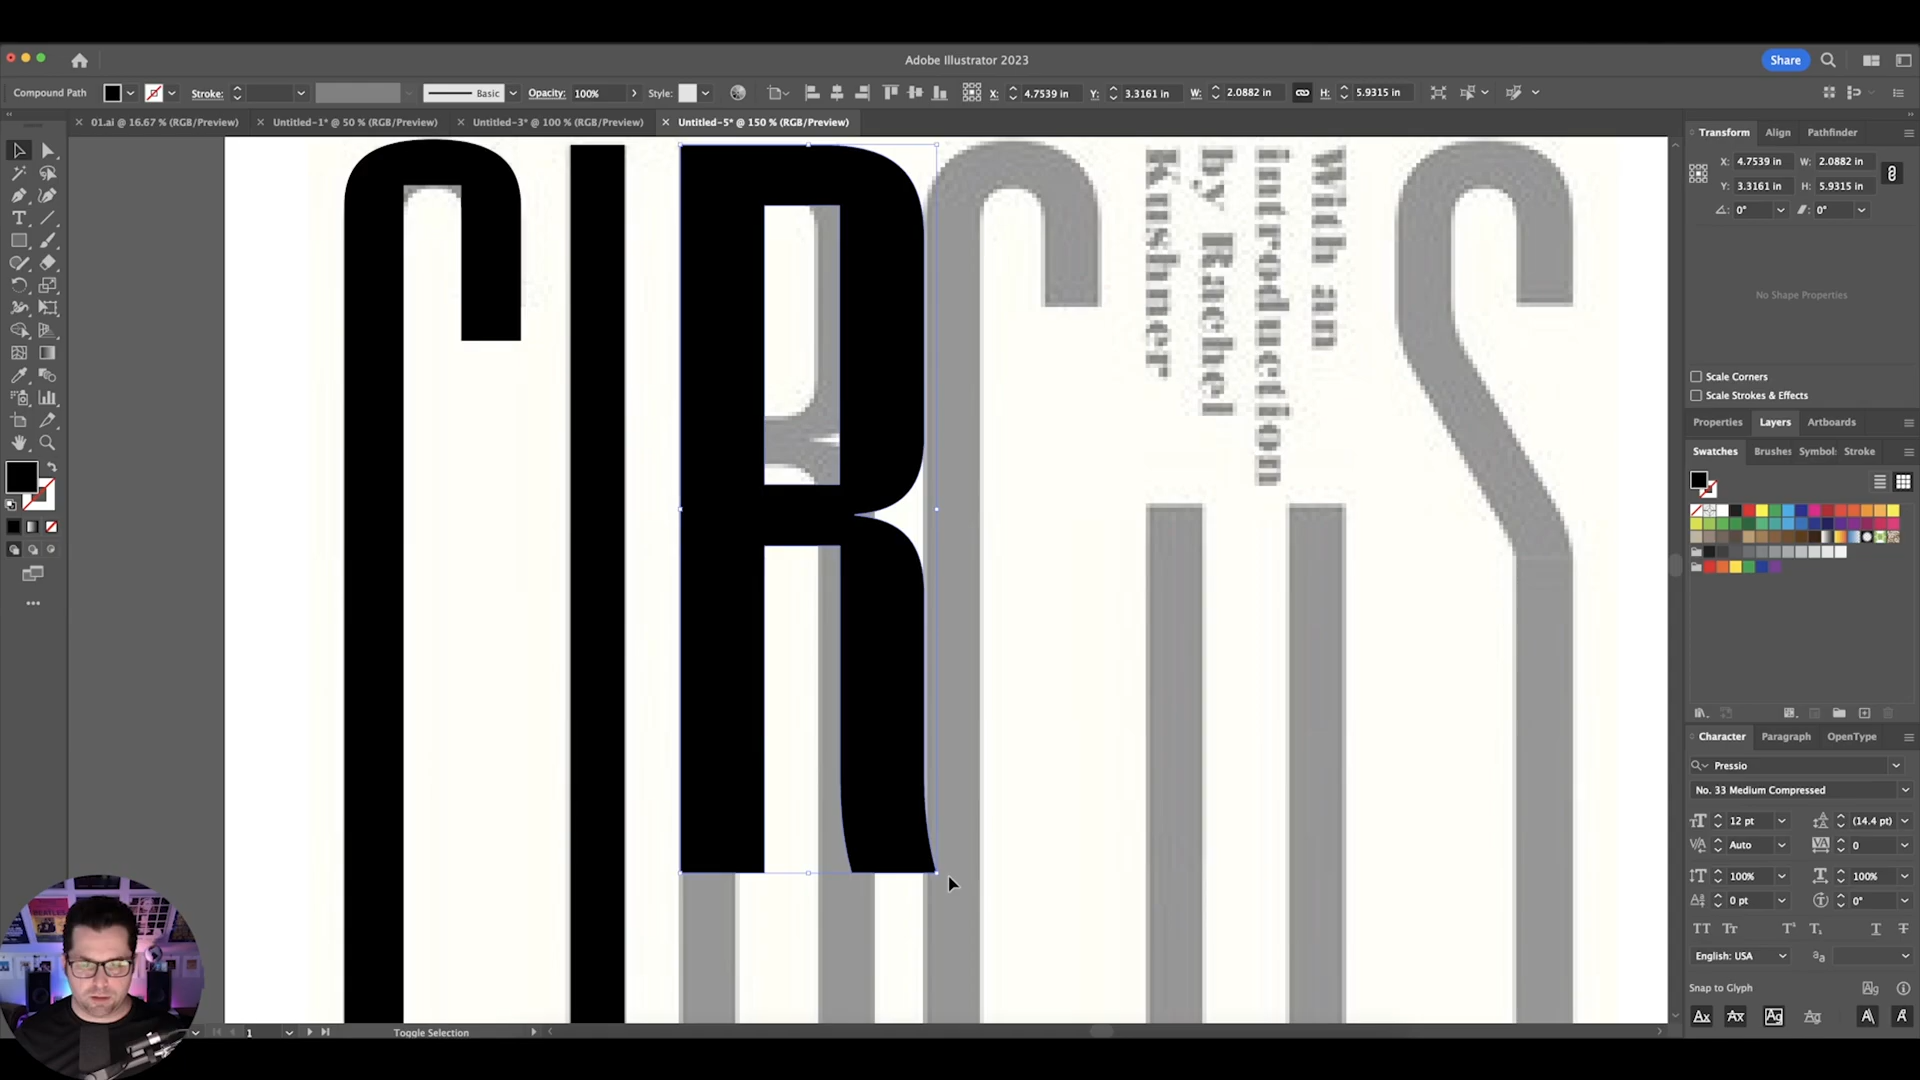 Adobe Illustrator 2023
Share
Compound Path
Stroke:
Basic
Opacity:
100%
Style:
X:
4.7539 in
Y:
3.3161 in
W:
2.0882 in
H:
5.9315 in
01.ai @ 16.67 % (RGB/Preview)
Untitled-1* @ 50 % (RGB/Preview)
Untitled-3* @ 100 % (RGB/Preview)
Untitled-5* @ 150 % (RGB/Preview)
Transform
Align
Pathfinder
X:
4.7539 in
W:
2.0882 in
Y:
3.3161 in
H:
5.9315 in
0°
0°
No Shape Properties
Scale Corners
Scale Strokes & Effects
Properties
Layers
Artboards
Swatches
Brushes
Symbol:
Stroke
CIRCUS
With an
introduction
by Rachel
Kushner
Character
Paragraph
OpenType
Pressio
No. 33 Medium Compressed
12 pt
(14.4 pt)
Auto
0
100%
100%
0 pt
0°
English: USA
Snap to Glyph
1
Toggle Selection